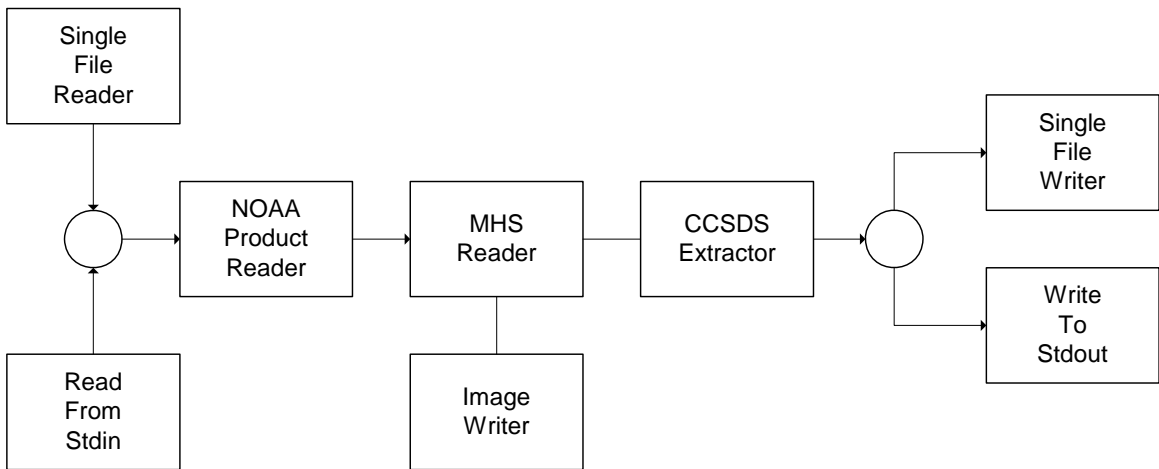 Single
File
Reader
NOAA
Product
Reader
MHS
Reader
CCSDS
Extractor
Single
File
Writer
Write
To
Stdout
Read
From
Stdin
Image
Writer